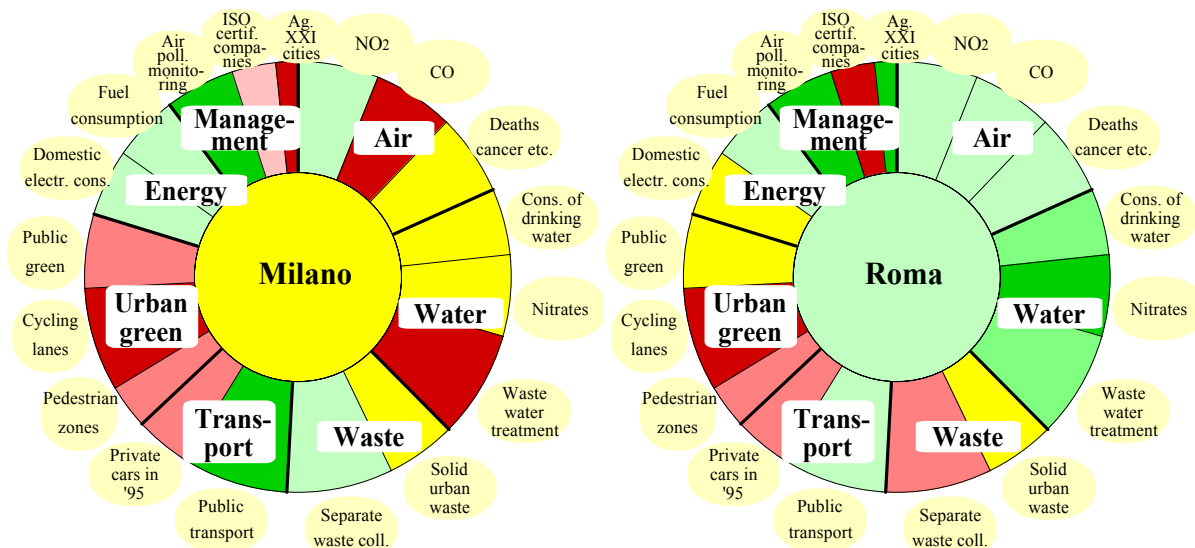 Ag.
XXI
cities
NO2
CO
Deaths
cancer etc.
Cons. of
drinking
water
Nitrates
Waste
water
treatment
Solid
urban
waste
Separate
waste coll.
Public
transport
Private
cars in
'95
Pedestrian
zones
Cycling
lanes
Public
green
Domestic
electr. cons.
Fuel
consumption
Air
poll.
monito-
ring
ISO
certif.
compa-
nies
Manage-
ment
Air
Energy
Milano
Water
Urban
green
Trans-
port
Waste
Ag.
XXI
cities
NO2
CO
Deaths
cancer etc.
Cons. of
drinking
water
Nitrates
Waste
water
treatment
Solid
urban
waste
Separate
waste coll.
Public
transport
Private
cars in
'95
Pedestrian
zones
Cycling
lanes
Public
green
Domestic
electr. cons.
Fuel
consumption
Air
poll.
monito-
ring
ISO
certif.
compa-
nies
Manage-
ment
Air
Energy
Roma
Water
Urban
green
Trans-
port
Waste